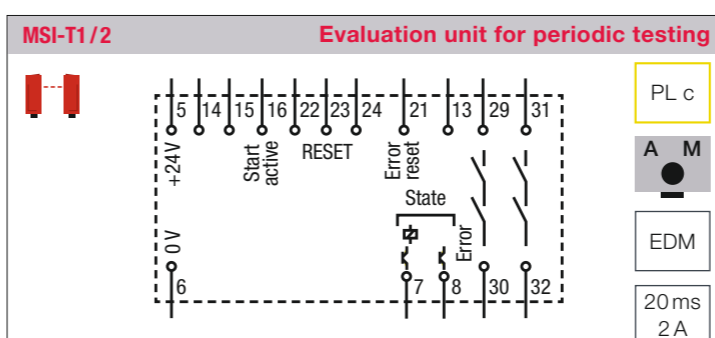 MSI-T1/2 Evaluation unit for periodic testing
5 14 15 16 22 23 24 21 13 29 31
+24V
Start
active
RESET
Error
reset
State
Error
0 V
6 7 8 30 32
PL c
A M
EDM
20 ms
2 A